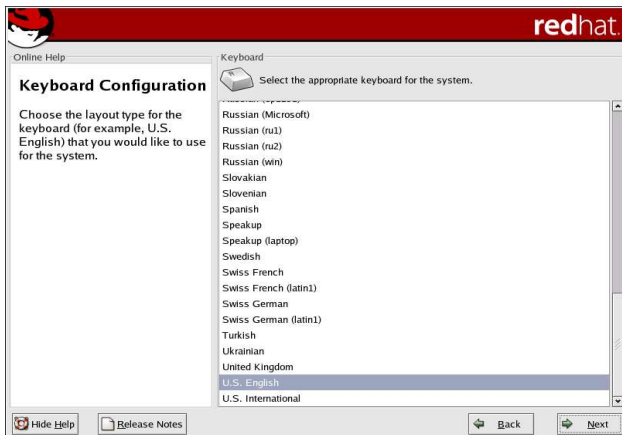 redhat.
Online Help
Keyboard Configuration
Choose the layout type for the
keyboard (for example, U.S.
English) that you would like to use
for the system.
Keyboard
Select the appropriate keyboard for the system.
Russian (Microsoft)
Russian (ru1)
Russian (ru2)
Russian (win)
Slovakian
Slovenian
Spanish
Speakup
Speakup (laptop)
Swedish
Swiss French
Swiss French (latin1)
Swiss German
Swiss German (latin1)
Turkish
Ukrainian
United Kingdom
U.S. English
U.S. International
Hide Help
Release Notes
Back
Next